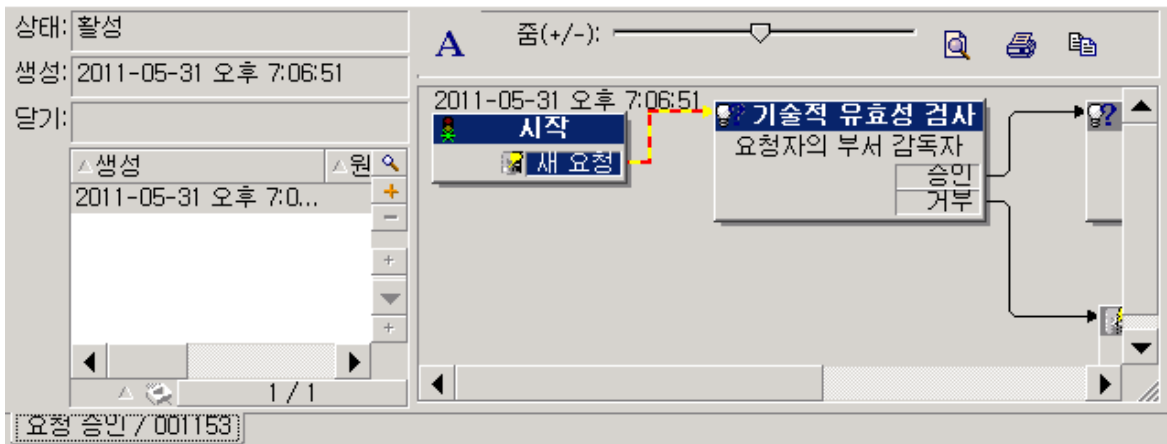 상태: 활성
생성: 2011-05-31 오후 7:06:51
닫기:
생성 원
2011-05-31 오후 7:0...
1 / 1
A 줌(+/-):
2011-05-31 오후 7:06:51
시작
새 요청
기술적 유효성 검사
요청자의 부서 감독자
승인
거부
요청 승인 / 001153